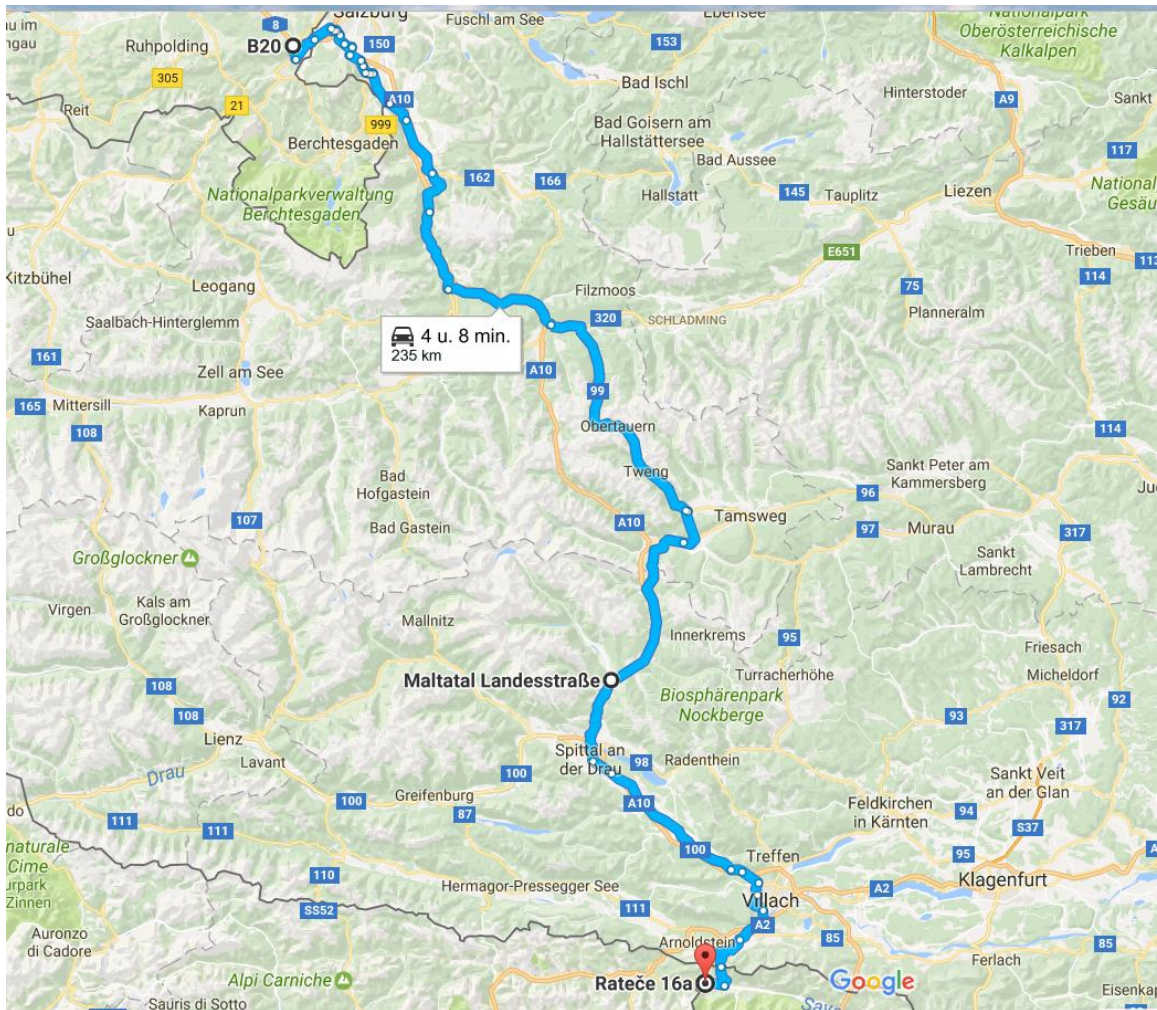 Salzburg
Fuschl am See
Ebensee
Nationalpark
Oberösterreichische
Kalkalpen
8
Ruhpolding
B20
150
153
Bad Ischl
Hinterstoder
A9
Sankt
305
21
Reit
A10
999
Berchtesgaden
Bad Goisern am
Hallstättersee
Bad Aussee
117
Nationalparkverwaltung
Berchtesgaden
162
166
Hallstatt
145
Tauplitz
Liezen
Kitzbühel
E651
Trieben
113
114
Leogang
Filzmoos
75
Planneralm
Saalbach-Hinterglemm
4 u. 8 min.
235 km
320
SCHLADMING
161
Zell am See
A10
165
Mittersill
Kaprun
99
108
Obertauern
114
Bad
Hofgastein
Tweng
Sankt Peter am
Kammersberg
96
107
Bad Gastein
A10
Tamsweg
97
Murau
317
Großglockner
Sankt
Lambrecht
Virgen
Kals am
Großglockner
Mallnitz
Innerkrems
95
Friesach
Turracherhöhe
Micheldorf
Maltatal Landesstraße
108
Biosphärenpark
Nockberge
92
108
93
317
Lienz
Spittal an
der Drau
98
Radenthein
Lavant
Drau
100
100
Greifenburg
A10
Sankt Veit
an der Glan
111
111
87
Feldkirchen
in Kärnten
94
S37
naturale
Cime
100
Treffen
95
110
Hermagor-Pressegger See
A2
Klagenfurt
Zinnen
SS52
111
Villach
Auronzo
di Cadore
Arnoldstein
A2
85
85
Ferlach
Alpi Carniche
Rateče 16a
Google
Sauris di Sotto